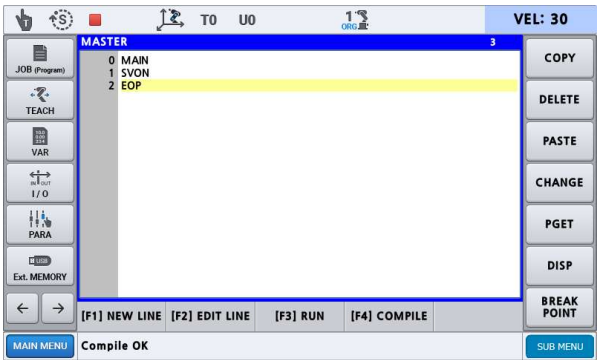 T0 U0 1 ORG VEL: 30
MASTER 3
0 MAIN
1 SVON
2 EOP
JOB (Program)
TEACH
VAR
IN OUT
I/O
PARA
USB
Ext. MEMORY
← →
MAIN MENU
COPY
DELETE
PASTE
CHANGE
PGET
DISP
BREAK
POINT
[F1] NEW LINE [F2] EDIT LINE [F3] RUN [F4] COMPILE
Compile OK
SUB MENU